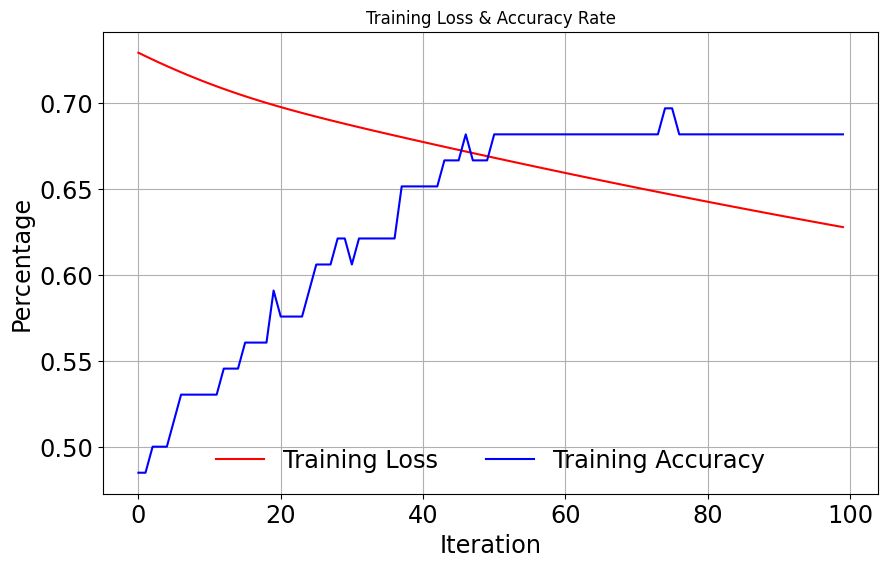 Training Loss & Accuracy Rate
Percentage
0.70
0.65
0.60
0.55
0.50
Training Loss
Training Accuracy
0
20
40
60
80
100
Iteration